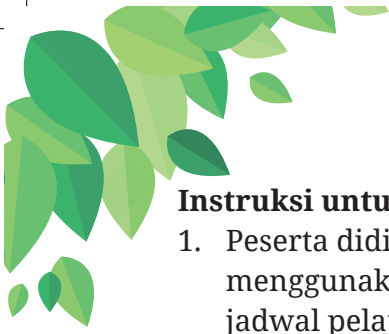 Instruksi untu
1. Peserta didi
menggunak
jadwal pela